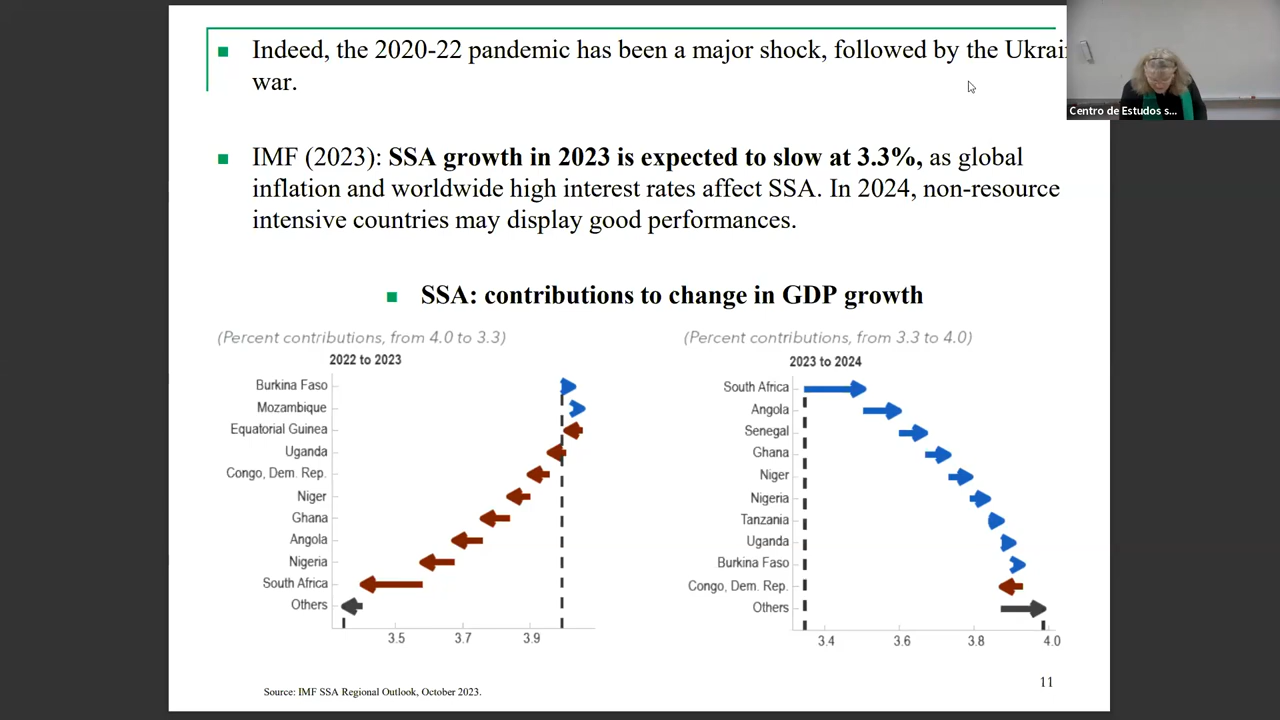 Indeed, the 2020-22 pandemic has been a major shock, followed by the
war.
IMF (2023): SSA growth in 2023 is expected to slow at 3.3%, as global
inflation and worldwide high interest rates affect SSA. In 2024, non-resource
intensive countries may display good performances.
SSA: contributions to change in GDP growth
(Percent contributions, from 4.0 to 3.3)
2022 to 2023
Burkina Faso
Mozambique
Equatorial Guinea
Uganda
Congo, Dem. Rep.
Niger
Ghana
Angola
Nigeria
South Africa
Others
3.5 3.7 3.9
(Percent contributions, from 3.3 to 4.0)
2023 to 2024
South Africa
Angola
Senegal
Ghana
Niger
Nigeria
Tanzania
Uganda
Burkina Faso
Congo, Dem. Rep.
Others
3.4 3.6 3.8 4.0
Source: IMF SSA Regional Outlook, October 2023.
11
Centro de Estudos s...